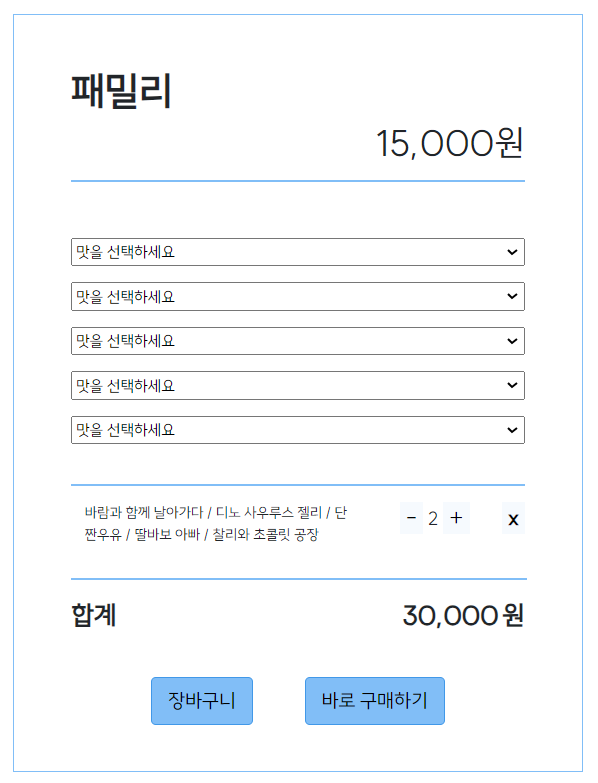 패밀리
15,000원
맛을 선택하세요
맛을 선택하세요
맛을 선택하세요
맛을 선택하세요
맛을 선택하세요
바람과 함께 날아가다 / 디노 사우루스 젤리 / 단
짠우유 / 딸바보 아빠 / 찰리와 초콜릿 공장
- 2 + x
합계 30,000원
장바구니 바로 구매하기